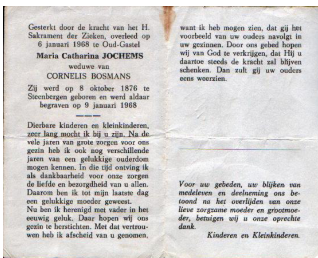 Gesterkt door de kracht van het H.
Sakrament der Zieken, overleed op
6 januari 1968 te Oud-Gastel
Maria Catharina JOCHEMS
weduwe van
CORNELIS BOSMANS
Zij werd op 8 oktober 1876 te
Steenbergen geboren en werd aldaar
begraven op 9 januari 1968
Dierbare kinderen en kleinkinderen,
zeer lang mocht ik bij u zijn. Na de
vele jaren van grote zorgen voor ons
gezin heb ik ook nog verschillende
jaren van een gelukkige ouderdom
mogen kennen. In die tijd ontving ik
als dankbaarheid voor onze zorgen
de liefde en bezorgdheid van u allen.
Daarom ben ik tot mijn laatste dag
een gelukkige moeder geweest.
Nu ben ik herenigd met vader in het
eeuwig geluk. Daar hopen wij ons
gezin te herstichten. Met dat vertrou-
wen heb ik afscheid van u genomen,
want ik heb mogen zien, dat gij het
voorbeeld van uw ouders navolgt in
uw gezinnen. Door ons gebed hopen
wij van God te verkrijgen, dat Hij u
daartoe steeds de kracht zal blijven
schenken. Dan zult gij uw ouders
eens weerzien.
Voor uw gebeden, uw blijken van
medeleven en deelneming ons be-
toond na het overlijden van onze
lieve zorgzame moeder en grootmoe-
der, betuigen wij u onze oprechte
dank.
Kinderen en Kleinkinderen.